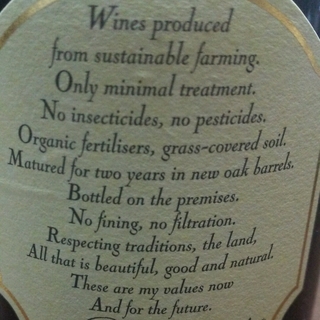 Wines produced
from sustainable farming.
Only minimal treatment.
No insecticides, no pesticides.
Organic fertilisers, grass-covered soil.
Matured for two years in new oak barrels.
Bottled on the premises.
No fining, no filtration.
Respecting traditions, the land,
All that is beautiful, good and natural.
These are my values now
And for the future.